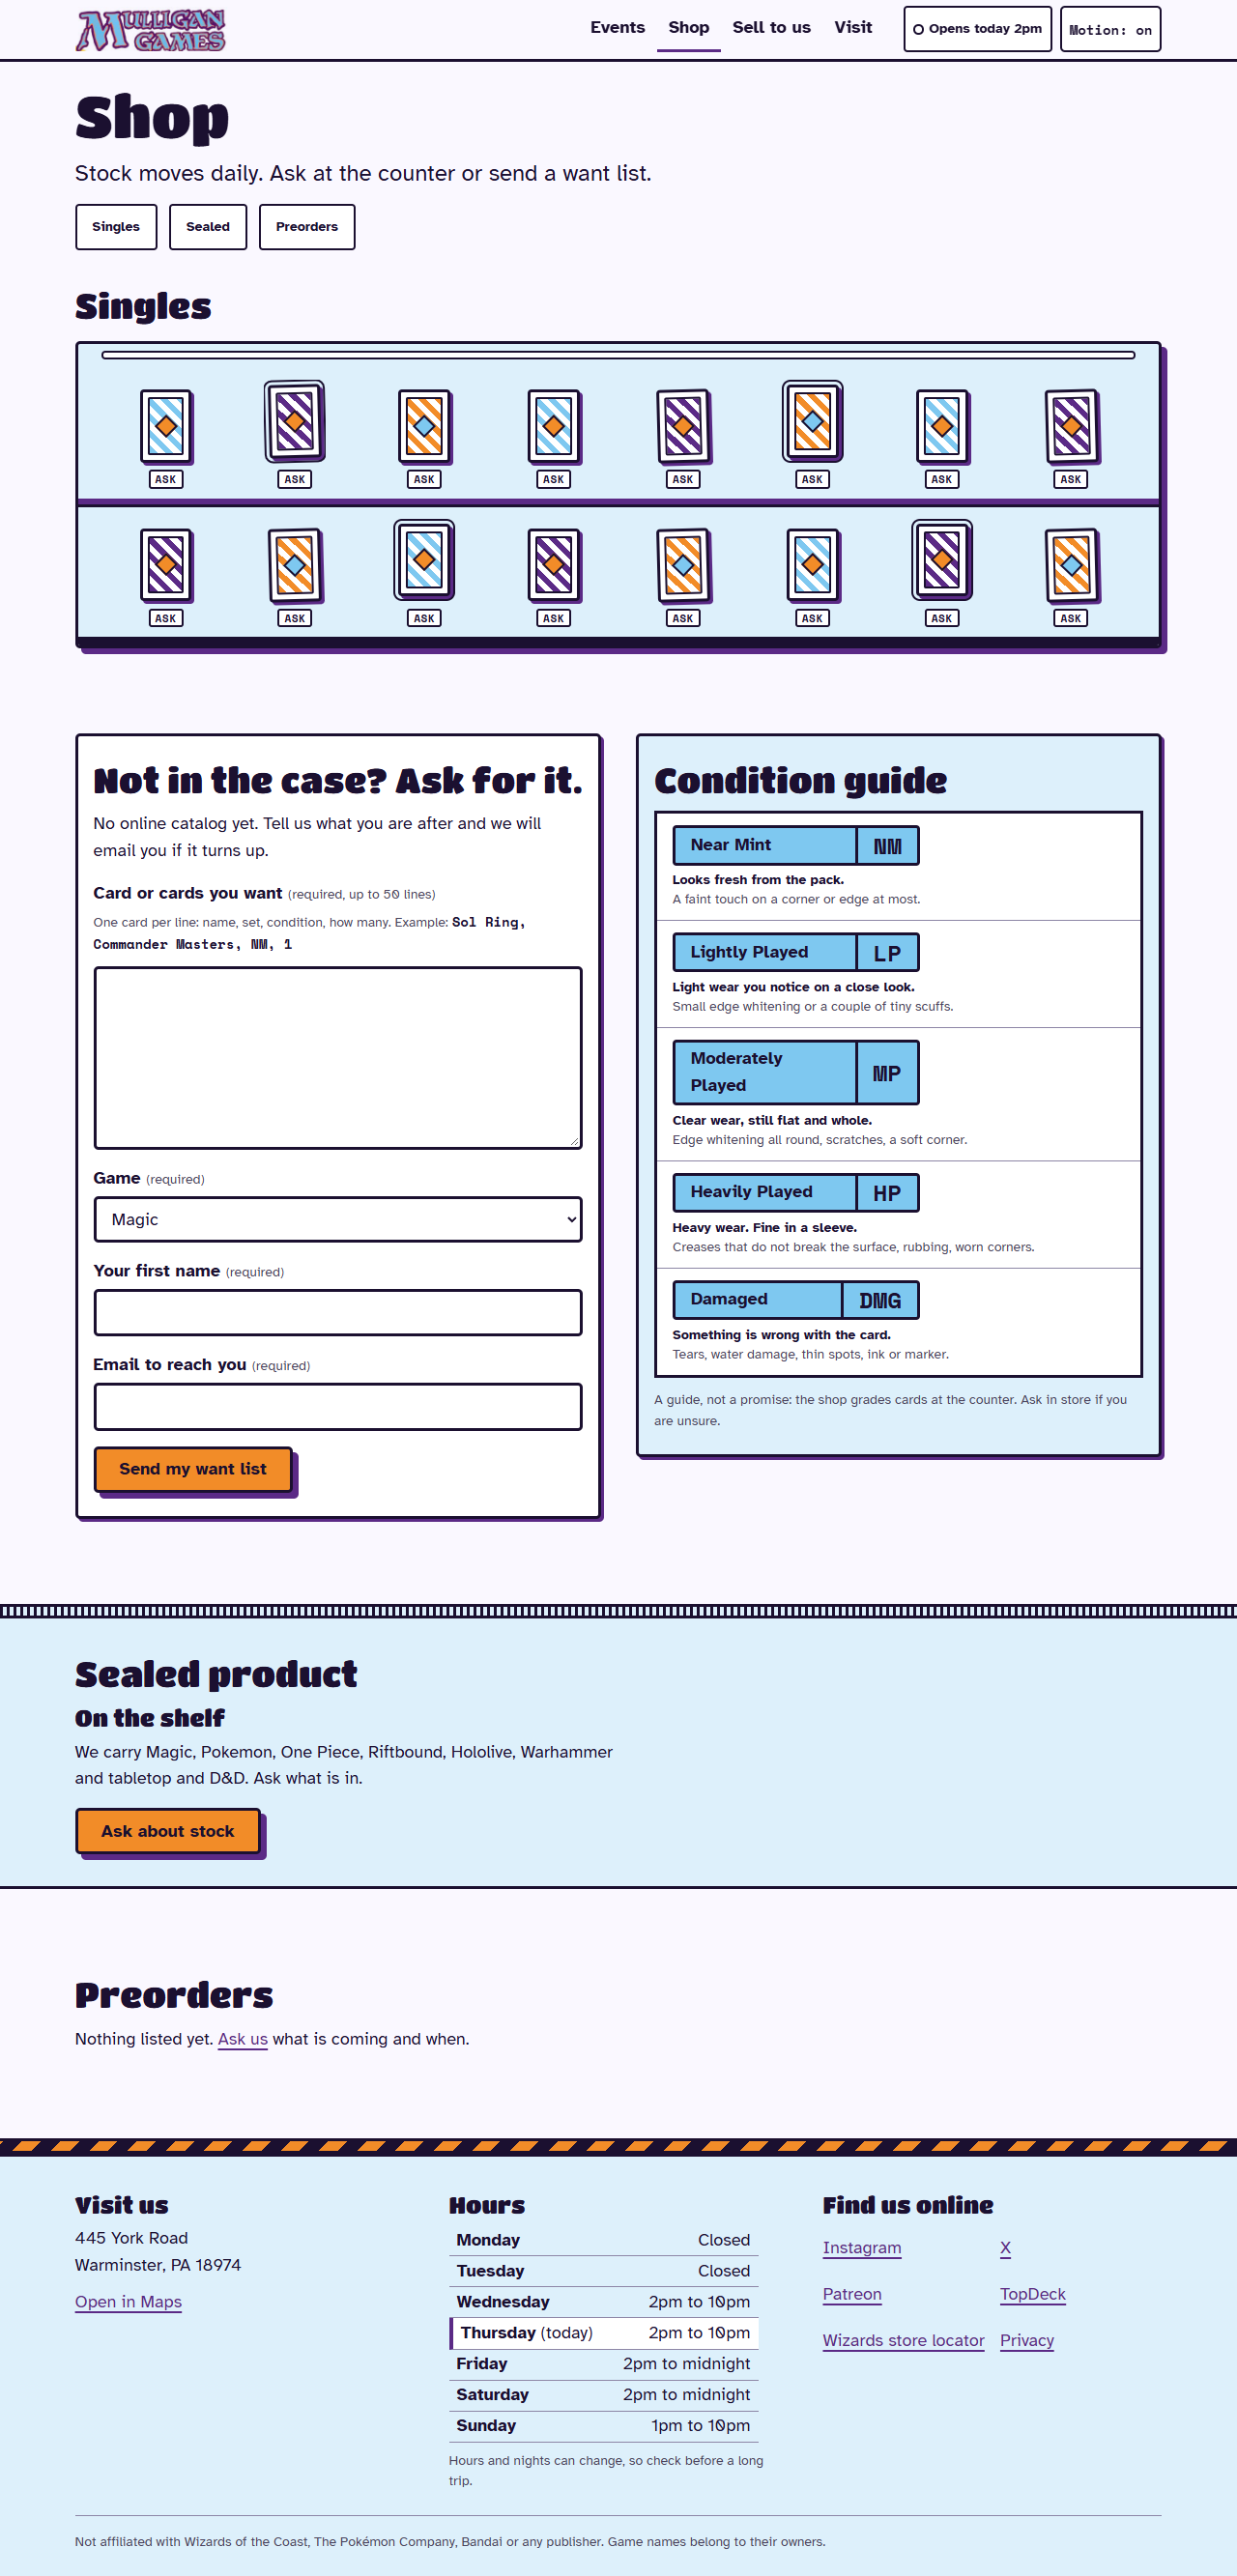 MULLIGAN GAMES
Events Shop Sell to us Visit Opens today 2pm Motion: on
Shop
Stock moves daily. Ask at the counter or send a want list.
Singles Sealed Preorders
Singles
ASK ASK ASK ASK ASK ASK ASK ASK
ASK ASK ASK ASK ASK ASK ASK ASK
Not in the case? Ask for it.
No online catalog yet. Tell us what you are after and we will
email you if it turns up.
Card or cards you want (required, up to 50 lines)
One card per line: name, set, condition, how many. Example: Sol Ring,
Commander Masters, NM, 1
Game (required)
Magic
Your first name (required)
Email to reach you (required)
Send my want list
Condition guide
Near Mint NM
Looks fresh from the pack.
A faint touch on a corner or edge at most.
Lightly Played LP
Light wear you notice on a close look.
Small edge whitening or a couple of tiny scuffs.
Moderately
Played MP
Clear wear, still flat and whole.
Edge whitening all round, scratches, a soft corner.
Heavily Played HP
Heavy wear. Fine in a sleeve.
Creases that do not break the surface, rubbing, worn corners.
Damaged DMG
Something is wrong with the card.
Tears, water damage, thin spots, ink or marker.
A guide, not a promise: the shop grades cards at the counter. Ask in store if you
are unsure.
Sealed product
On the shelf
We carry Magic, Pokemon, One Piece, Riftbound, Hololive, Warhammer
and tabletop and D&D. Ask what is in.
Ask about stock
Preorders
Nothing listed yet. Ask us what is coming and when.
Visit us
445 York Road
Warminster, PA 18974
Open in Maps
Hours
Monday Closed
Tuesday Closed
Wednesday 2pm to 10pm
Thursday (today) 2pm to 10pm
Friday 2pm to midnight
Saturday 2pm to midnight
Sunday 1pm to 10pm
Hours and nights can change, so check before a long
trip.
Find us online
Instagram X
Patreon TopDeck
Wizards store locator Privacy
Not affiliated with Wizards of the Coast, The Pokémon Company, Bandai or any publisher. Game names belong to their owners.